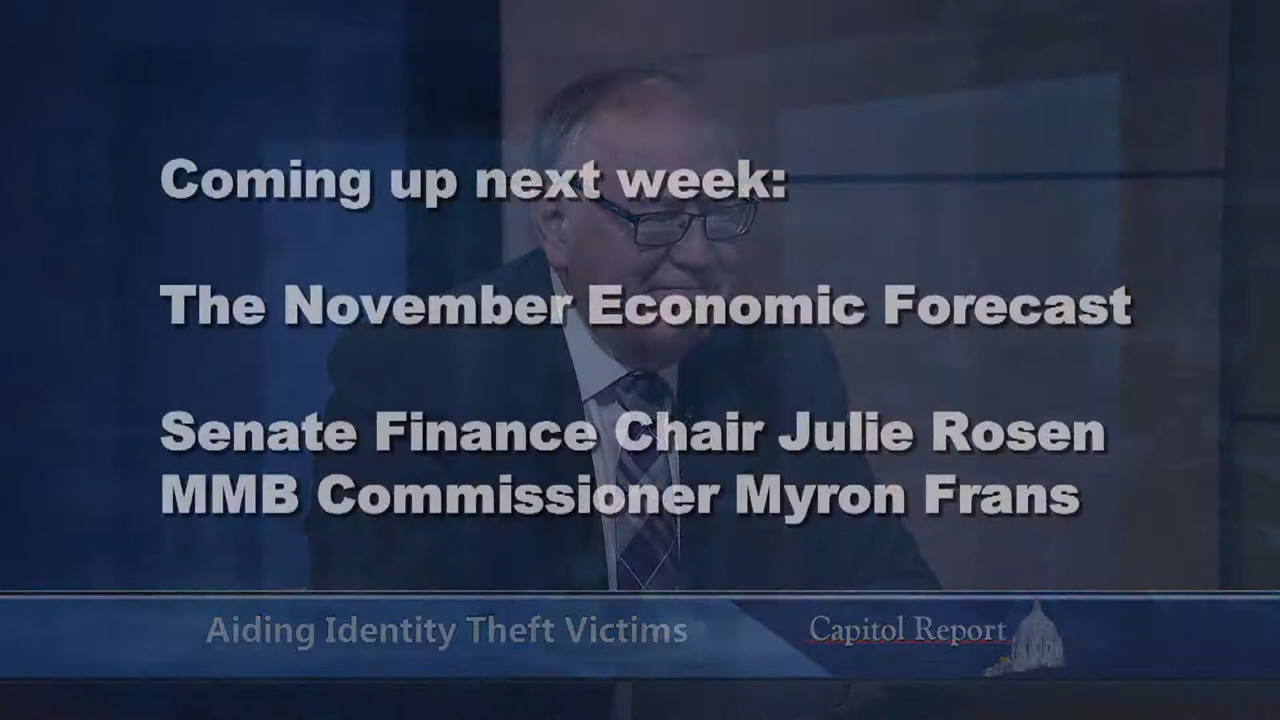 Coming up next week:
The November Economic Forecast
Senate Finance Chair Julie Rosen
MMB Commissioner Myron Frans
Aiding Identity Theft Victims
Capitol Report